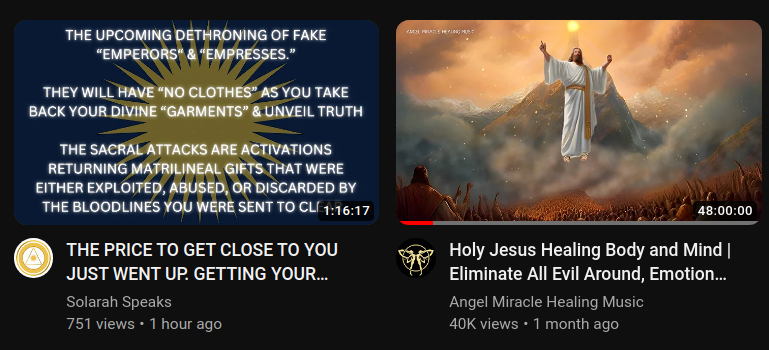 THE UPCOMING DETHRONING OF FAKE
“EMPERORS“ & “EMPRESSES.”
THEY WILL HAVE “NO CLOTHES” AS YOU TAKE
BACK YOUR DIVINE “GARMENTS” & UNVEIL TRUTH
THE SACRAL ATTACKS ARE ACTIVATIONS
RETURNING MATRILINEAL GIFTS THAT WERE
EITHER EXPLOITED, ABUSED, OR DISCARDED BY
THE BLOODLINES YOU WERE SENT TO
1:16:17
THE PRICE TO GET CLOSE TO YOU
JUST WENT UP. GETTING YOUR...
Solarah Speaks
751 views • 1 hour ago
ANGEL MIRACLE HEALING MUSIC
48:00:00
Holy Jesus Healing Body and Mind |
Eliminate All Evil Around, Emotion...
Angel Miracle Healing Music
40K views • 1 month ago